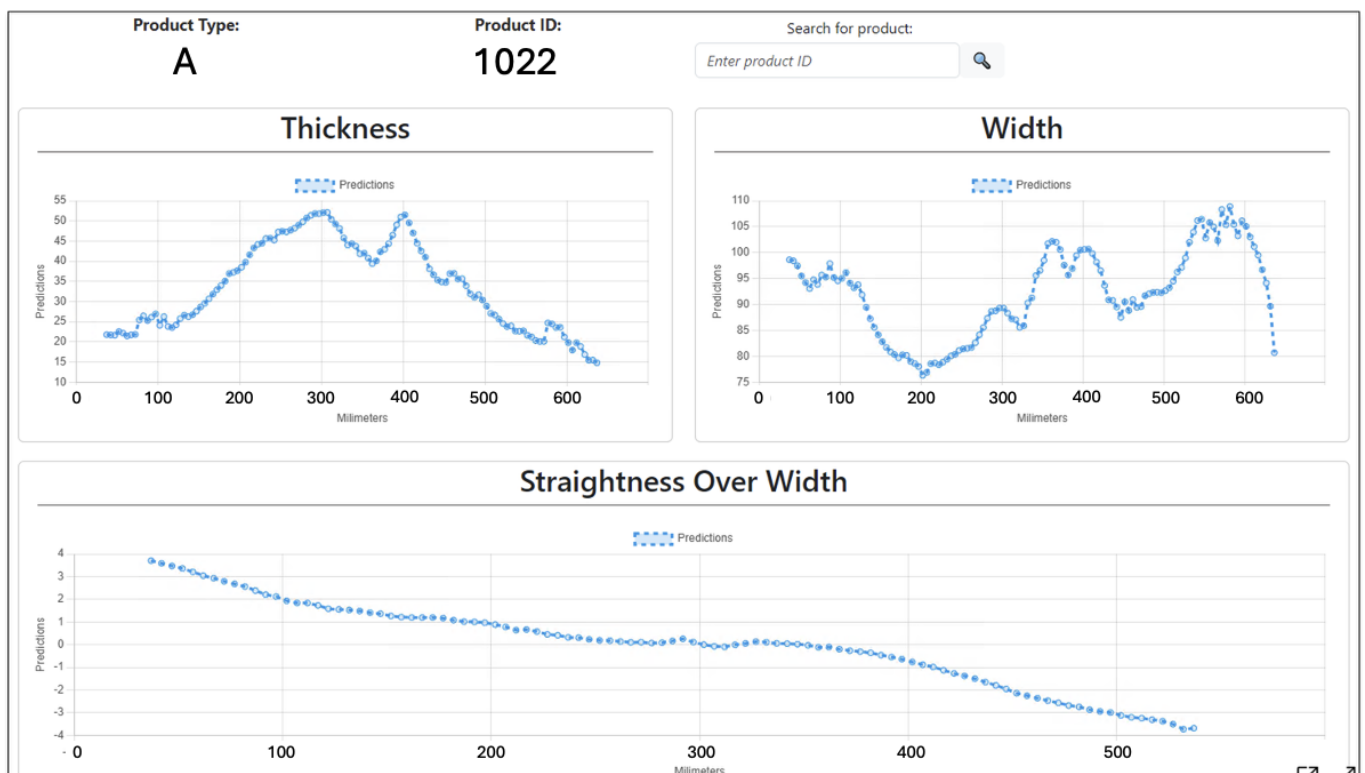 Product Type:
A
Product ID:
1022
Search for product:
Enter product ID
Thickness
Predictions
55
50
45
40
35
30
25
20
15
10
Predictions
0 100 200 300 400 500 600
Milimeters
Width
Predictions
110
105
100
95
90
85
80
75
Predictions
0 100 200 300 400 500 600
Milimeters
Straightness Over Width
Predictions
4
3
2
1
0
-1
-2
-3
-4
Predictions
0 100 200 300 400 500
Milimeters